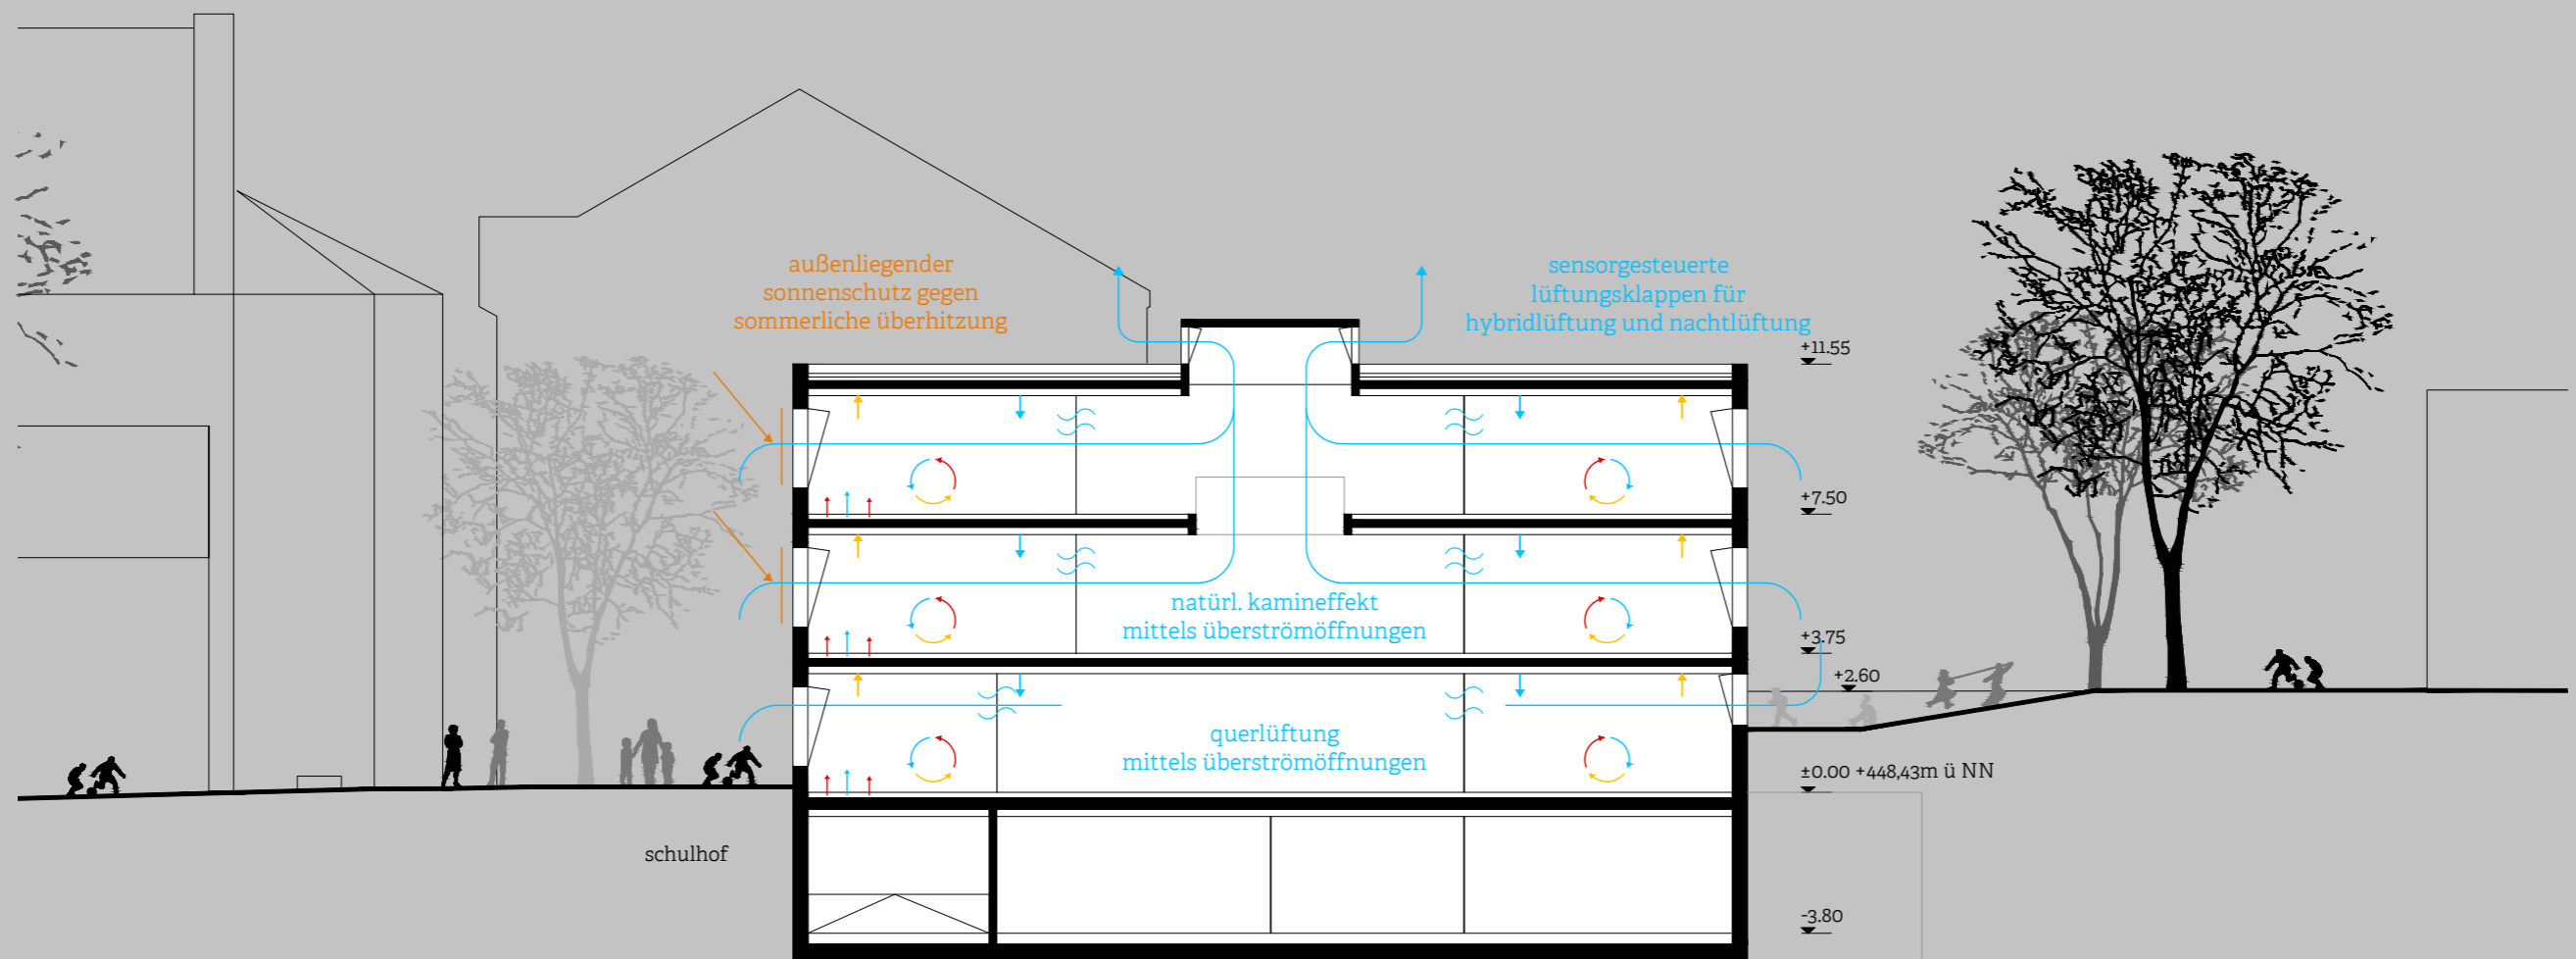 außenliegender
sonnenschutz gegen
sommerliche überhitzung
sensorgesteuerte
lüftungsklappen für
hybridlüftung und nachtlüftung
+11.55
+7.50
natürl. kamineffekt
mittels überströmöffnungen
+3.75
+2.60
querlüftung
mittels überströmöffnungen
±0.00 +448,43m ü NN
schulhof
-3.80